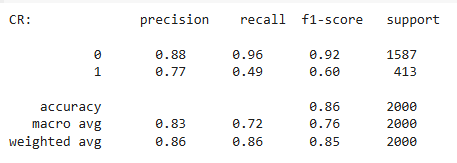 CR: precision recall f1-score support
0 0.88 0.96 0.92 1587
1 0.77 0.49 0.60 413
accuracy 0.86 2000
macro avg 0.83 0.72 0.76 2000
weighted avg 0.86 0.86 0.85 2000